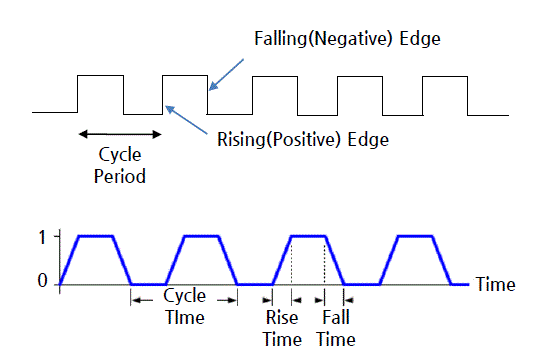 Falling(Negative) Edge
Rising(Positive) Edge
Cycle
Period
1
0
Time
Cycle
TIme
Rise
Time
Fall
Time